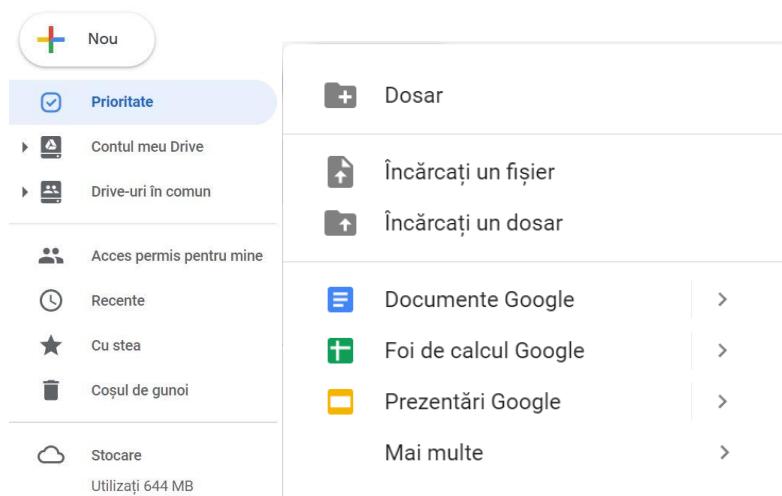 Nou
Prioritate
Contul meu Drive
Drive-uri în comun
Acces permis pentru mine
Recente
Cu stea
Coșul de gunoi
Stocare
Utilizați 644 MB
Dosar
Încărcați un fișier
Încărcați un dosar
Documente Google
Foi de calcul Google
Prezentări Google
Mai multe